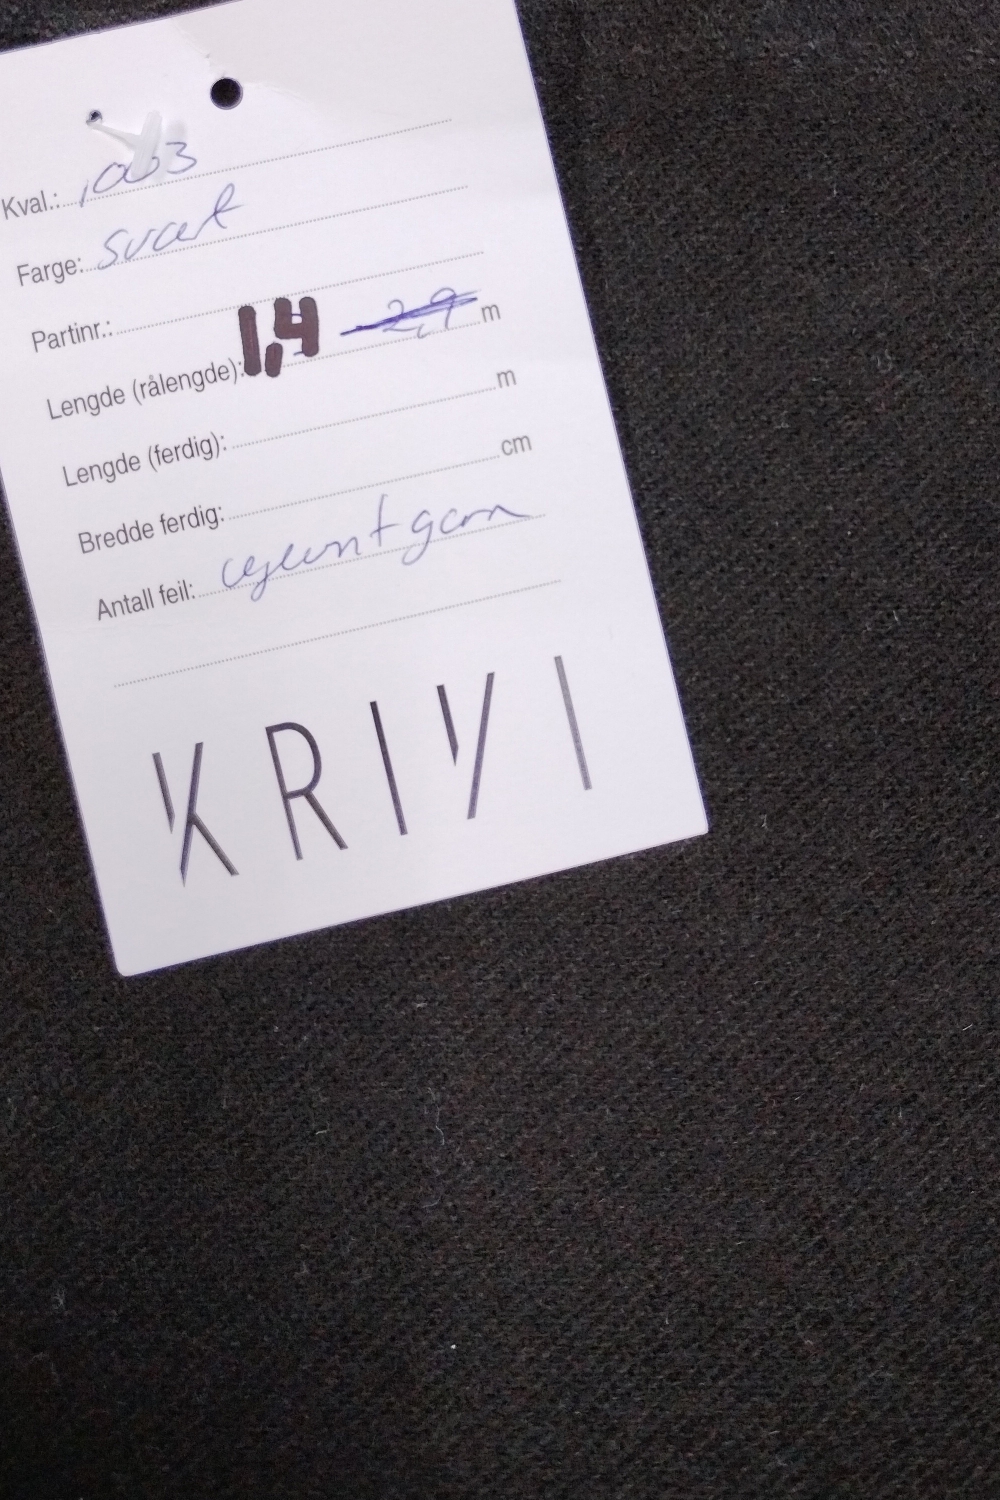 Kval.: 1003
Farge: svart
Partinr.:
Lengde (rålengde): 1,4 2,9 m
Lengde (ferdig): m
Bredde ferdig: cm
Antall feil: ujevnt garn
KRIVI